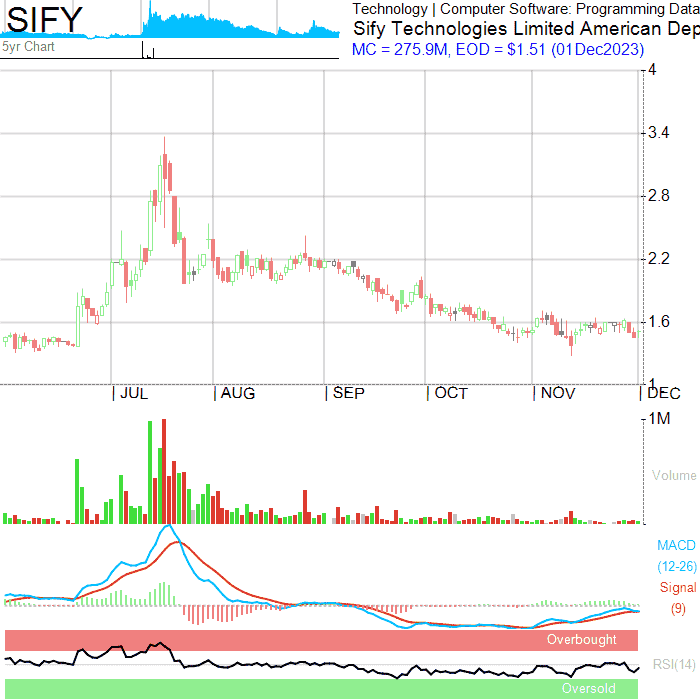 SIFY
Technology | Computer Software: Programming Data
Sify Technologies Limited American Dep
5yr Chart
MC = 275.9M, EOD = $1.51 (01Dec2023)
4
3.4
2.8
2.2
1.6
1
| JUL | AUG | SEP | OCT | NOV | DEC
1M
Volume
MACD
(12-26)
Signal
(9)
Overbought
RSI(14)
Oversold